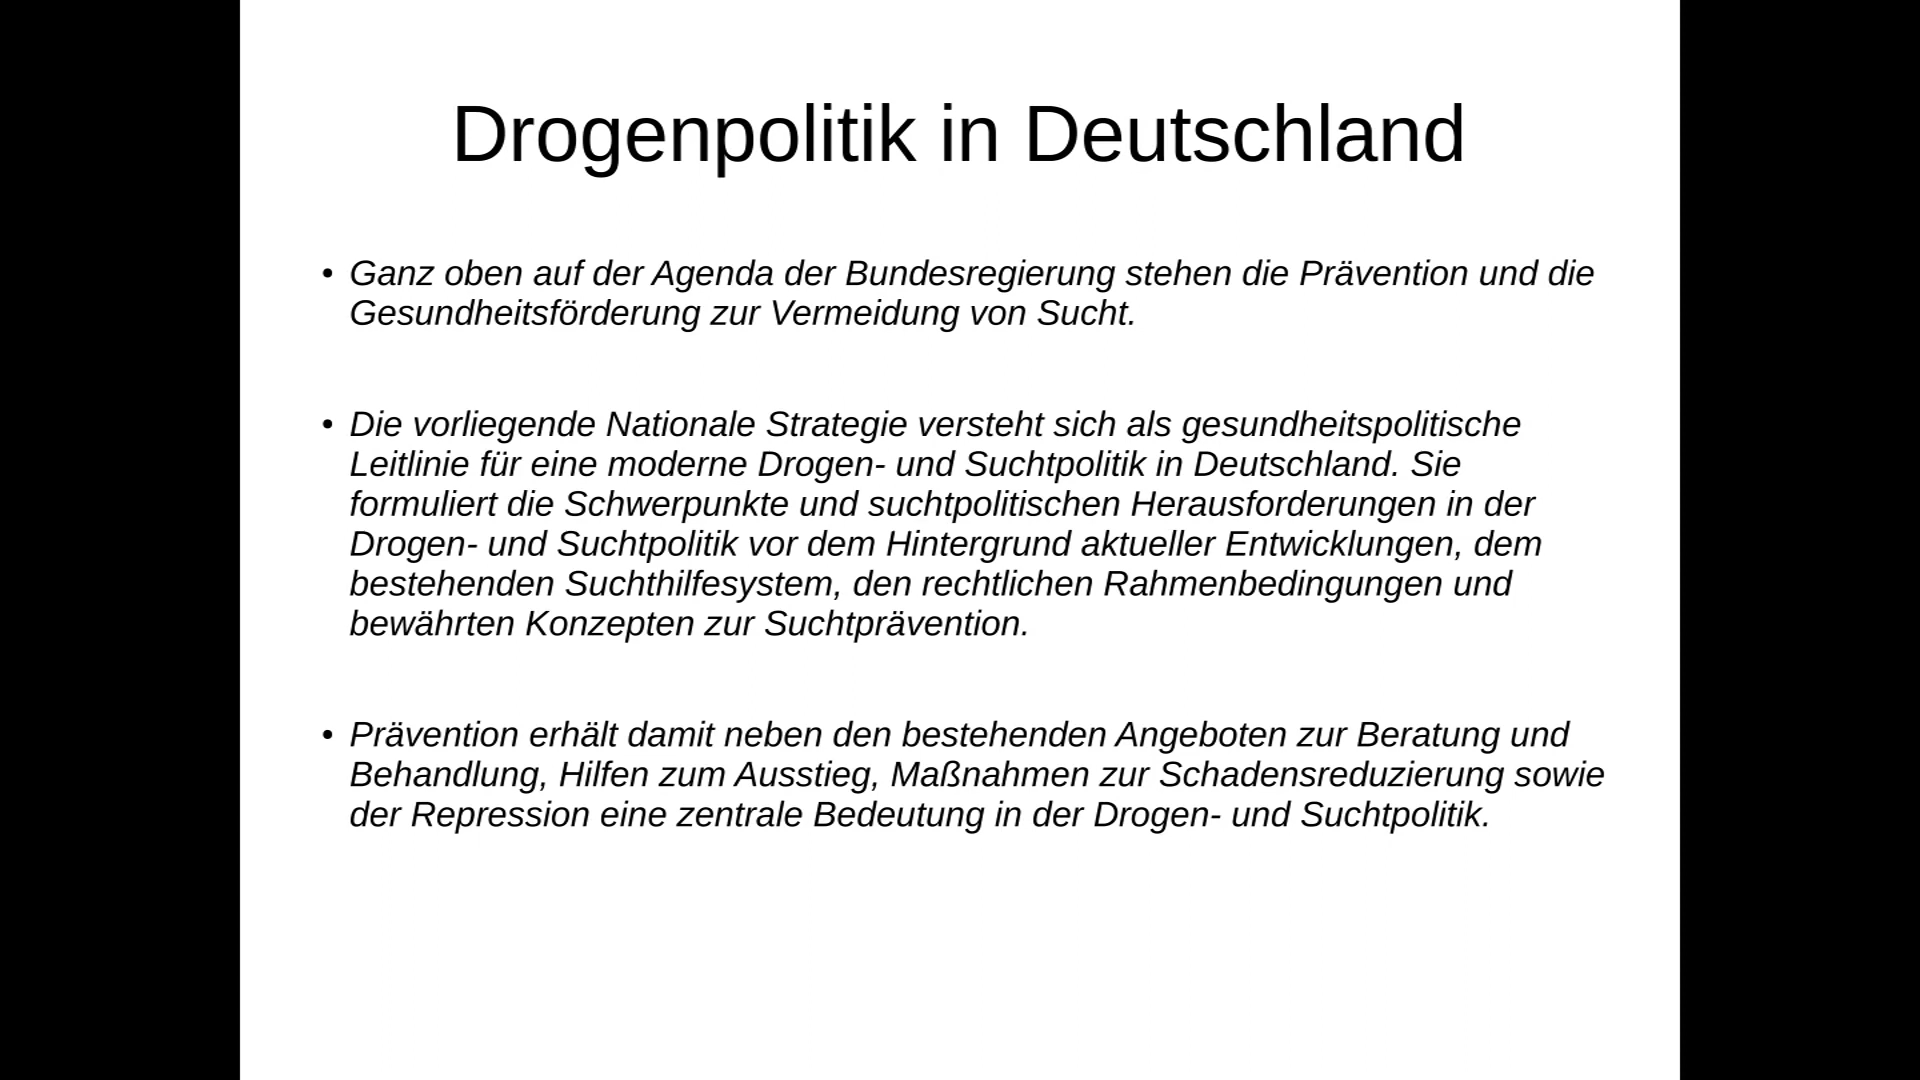 Drogenpolitik in Deutschland
• Ganz oben auf der Agenda der Bundesregierung stehen die Prävention und die
Gesundheitsförderung zur Vermeidung von Sucht.
• Die vorliegende Nationale Strategie versteht sich als gesundheitspolitische
Leitlinie für eine moderne Drogen- und Suchtpolitik in Deutschland. Sie
formuliert die Schwerpunkte und suchtpolitischen Herausforderungen in der
Drogen- und Suchtpolitik vor dem Hintergrund aktueller Entwicklungen, dem
bestehenden Suchthilfesystem, den rechtlichen Rahmenbedingungen und
bewährten Konzepten zur Suchtprävention.
• Prävention erhält damit neben den bestehenden Angeboten zur Beratung und
Behandlung, Hilfen zum Ausstieg, Maßnahmen zur Schadensreduzierung sowie
der Repression eine zentrale Bedeutung in der Drogen- und Suchtpolitik.